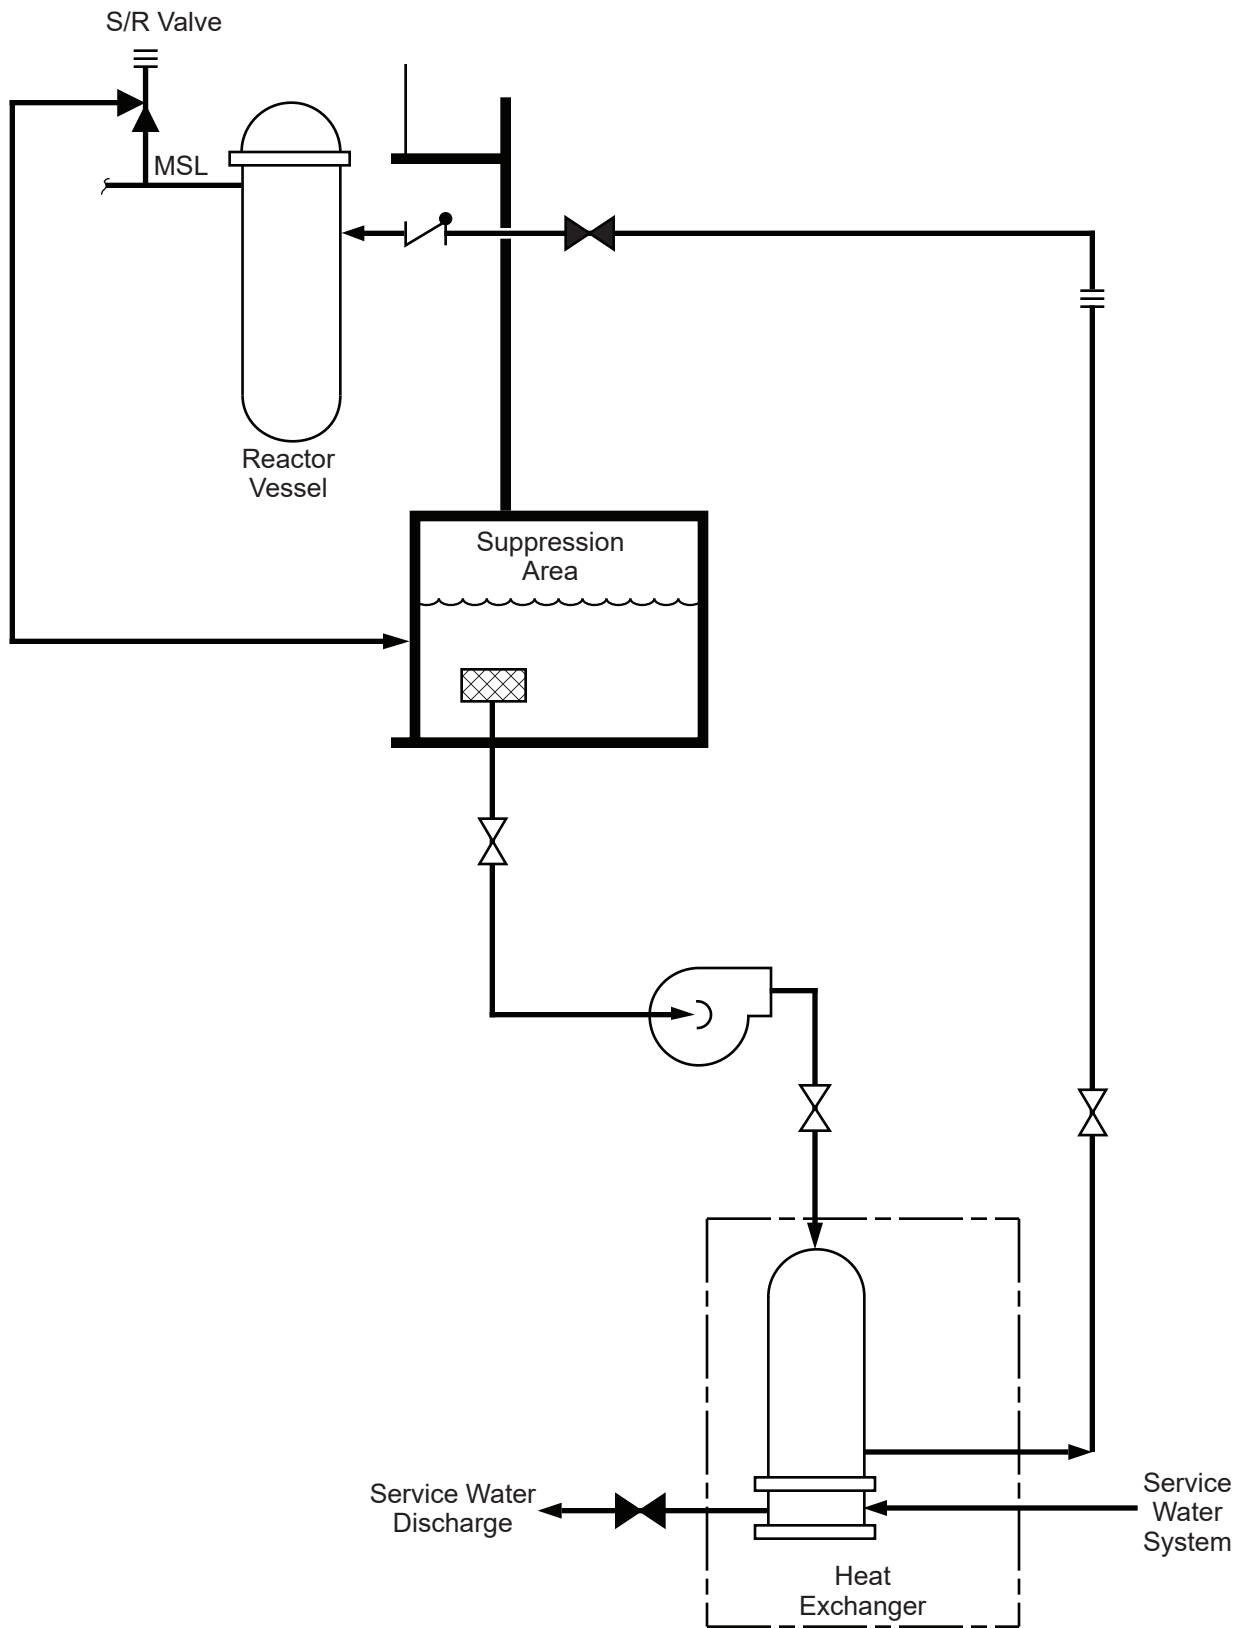 S/R Valve
MSL
Reactor
Vessel
Suppression
Area
Service Water
Discharge
Service
Water
System
Heat
Exchanger